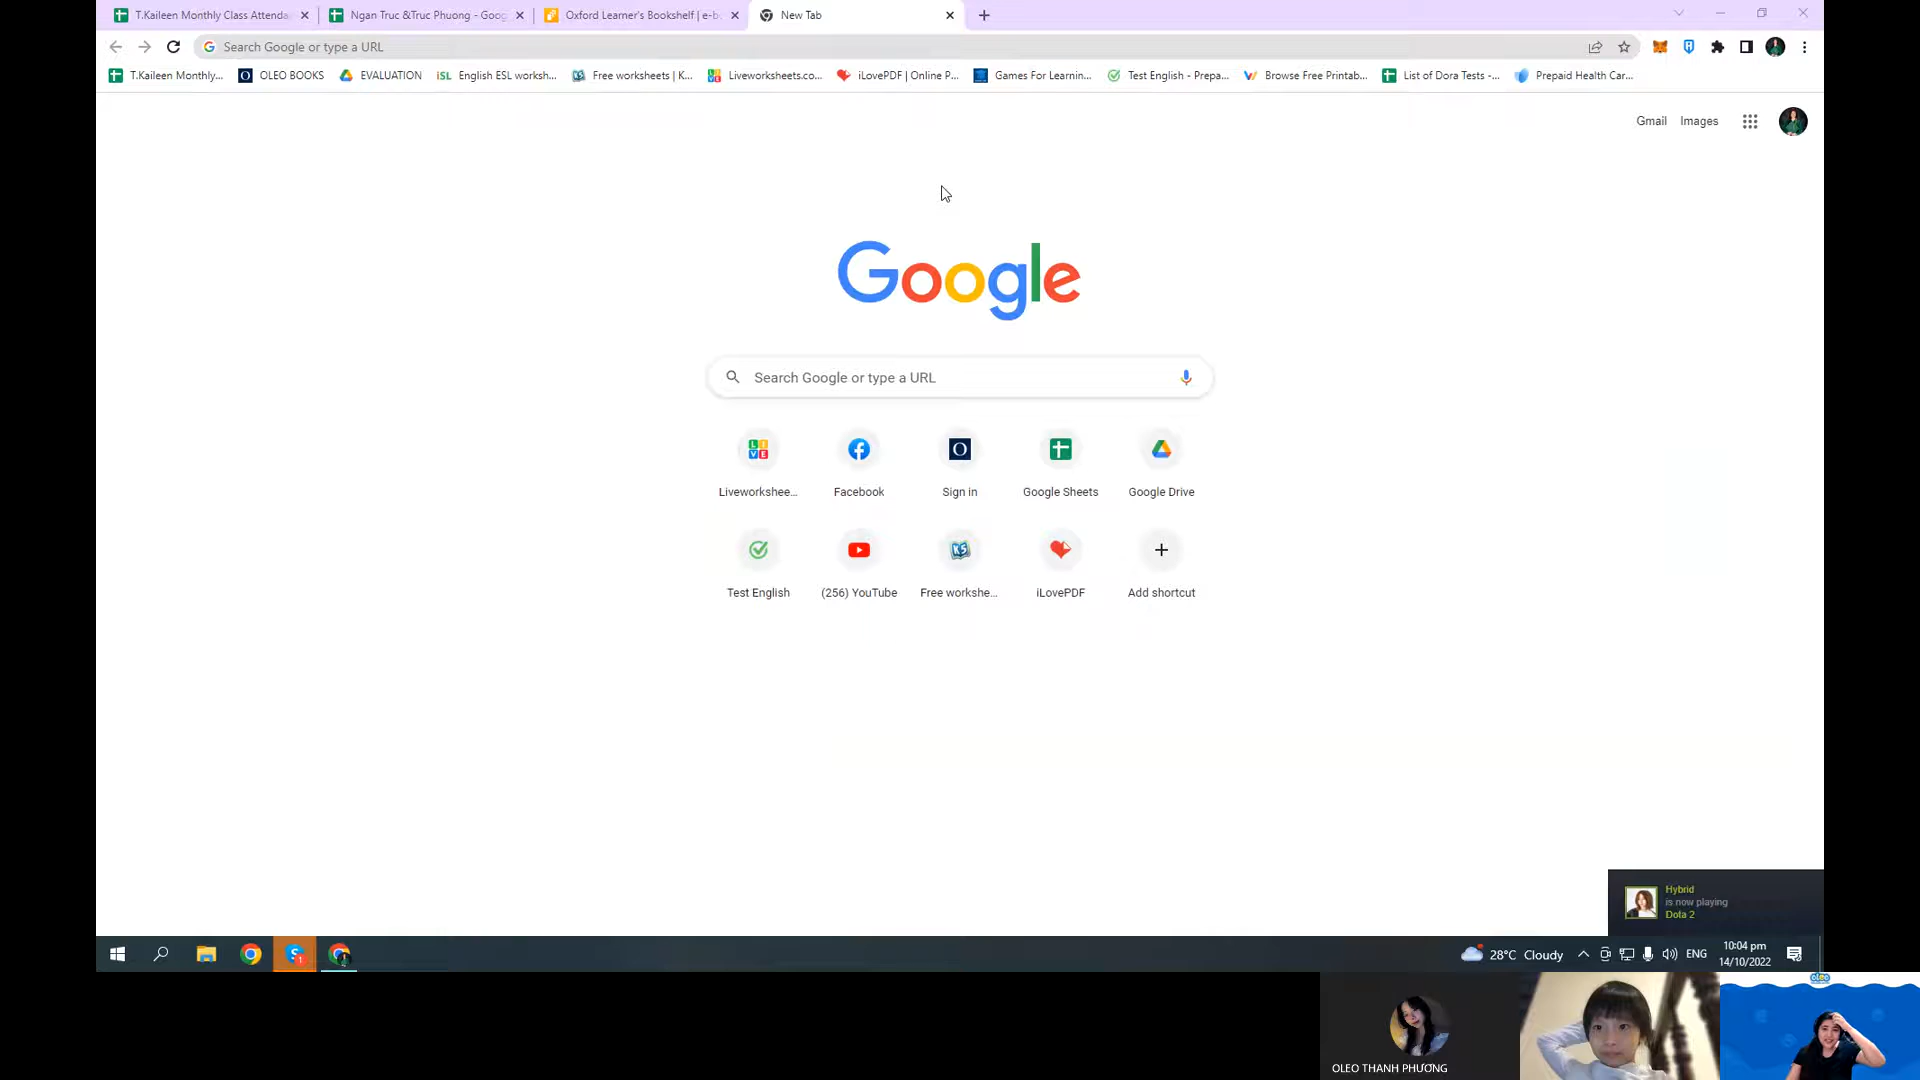 T.Kaileen Monthly Class Attenda
Ngan Truc &Truc Phuong - Goog
Oxford Learner's Bookshelf | e-b
New Tab
Search Google or type a URL
T.Kaileen Monthly...
OLEO BOOKS
EVALUATION
iSL English ESL worksh...
Free worksheets | K...
Liveworksheets.co...
iLovePDF | Online P...
Games For Learnin...
Test English - Prepa...
Browse Free Printab...
List of Dora Tests -...
Prepaid Health Car...
Gmail Images
Google
Search Google or type a URL
Liveworkshee...
Facebook
Sign in
Google Sheets
Google Drive
Test English
(256) YouTube
Free workshe...
iLovePDF
Add shortcut
Hybrid
is now playing
Dota 2
28°C Cloudy
ENG
10:04 pm
14/10/2022
oleo
OLEO THANH PHƯƠNG